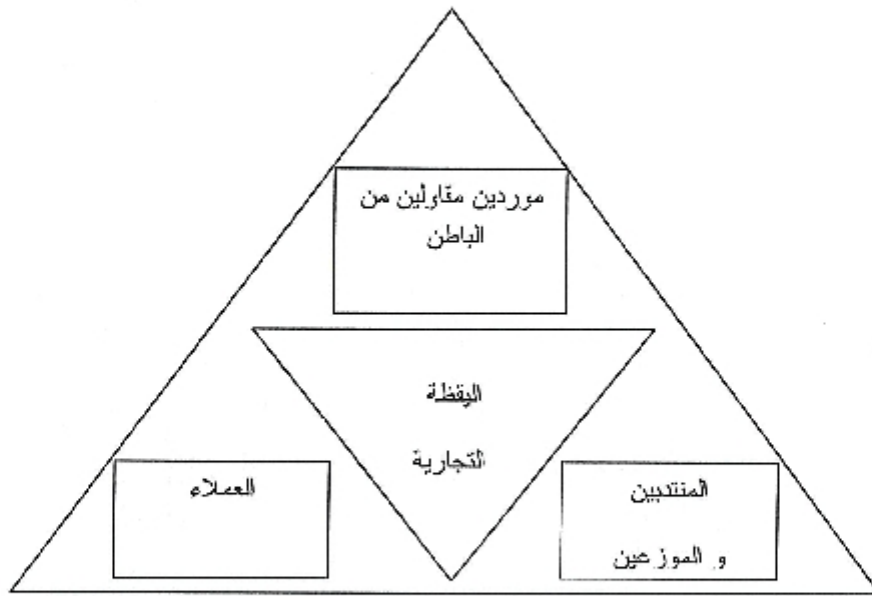 موردين مقاولين من
الباطن
اليقظة
التجارية
العملاء
المنتدبين
و الموزعين